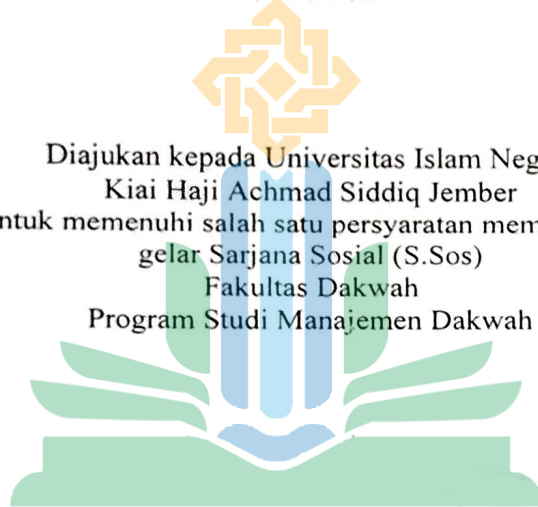 Diajukan kepada Universitas Islam Neg
Kiai Haji Achmad Siddiq Jember
ntuk memenuhi salah satu persyaratan mem
gelar Sarjana Sosial (S.Sos)
Fakultas Dakwah
Program Studi Manajemen Dakwah